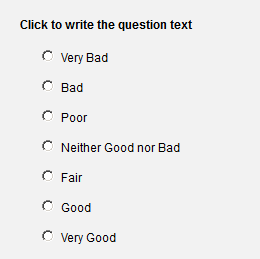 Click to write the question text
Very Bad
Bad
Poor
Neither Good nor Bad
Fair
Good
Very Good